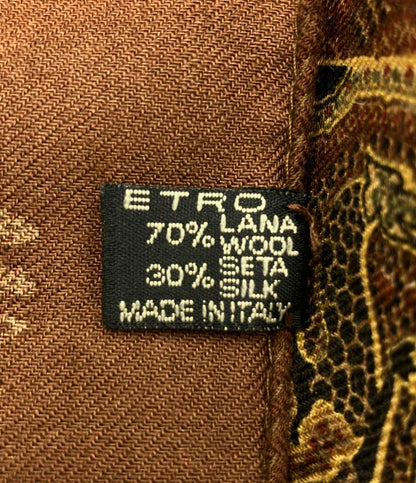 ETRO
70% LANA
WOOL
30% SETA
SILK
MADE IN ITALY